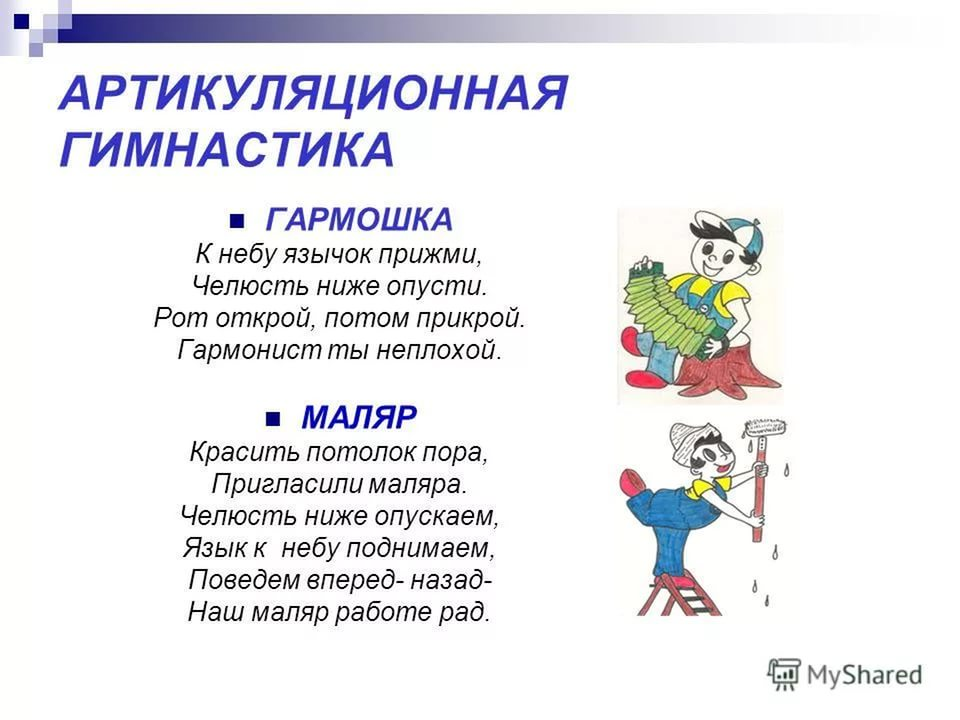 АРТИКУЛЯЦИОННАЯ
ГИМНАСТИКА
ГАРМОШКА
К небу язычок прижми,
Челюсть ниже опусти.
Рот открой, потом прикрой.
Гармонист ты неплохой.
МАЛЯР
Красить потолок пора,
Пригласили маляра.
Челюсть ниже опускаем,
Язык к небу поднимаем,
Поведем вперед- назад-
Наш маляр работе рад.
MyShared